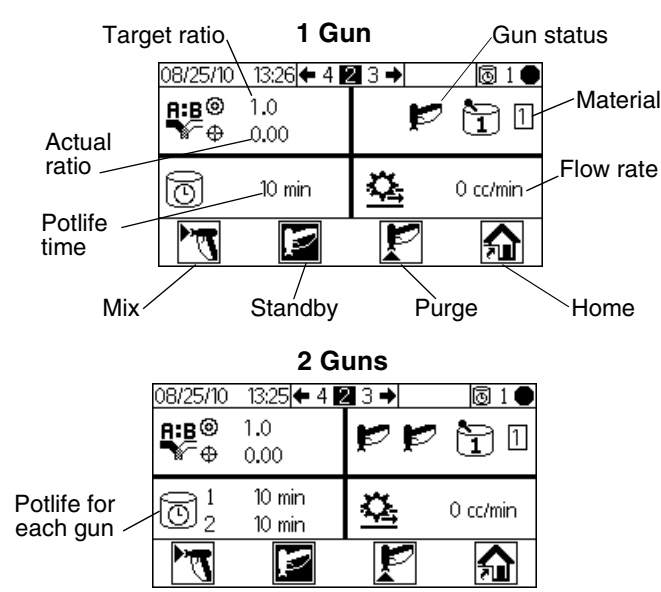 Target ratio 1 Gun Gun status
08/25/10 13:26 4 2 3 1
A:B 1.0 1 1 Material
Actual ratio 0.00
Potlife time 10 min 0 cc/min Flow rate
Mix Standby Purge Home
2 Guns
08/25/10 13:25 4 2 3 1
A:B 1.0 1 1
0.00
Potlife for each gun 1 10 min 0 cc/min
2 10 min